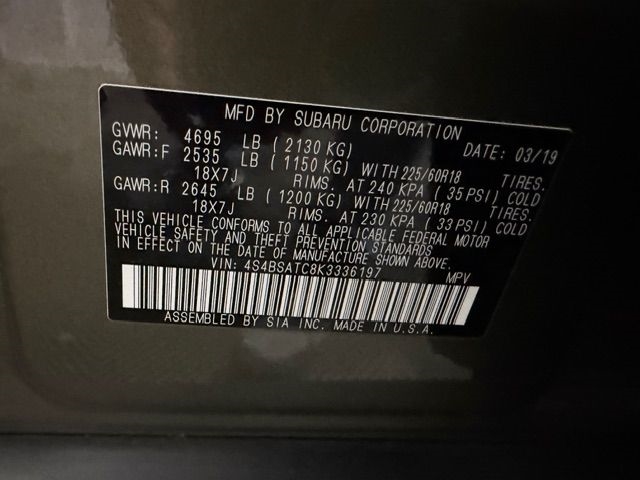 MFD BY SUBARU CORPORATION
GVWR: 4695 LB ( 2130 KG) DATE: 03/19
GAWR:F 2535 LB ( 1150 KG) WITH 225/60R18 TIRES.
18X7J RIMS. AT 240 KPA ( 35 PSI) COLD
GAWR:R 2645 LB ( 1200 KG) WITH 225/60R18 TIRES.
18X7J RIMS. AT 230 KPA ( 33 PSI) COLD
THIS VEHICLE CONFORMS TO ALL APPLICABLE FEDERAL MOTOR
VEHICLE SAFETY AND THEFT PREVENTION STANDARDS
IN EFFECT ON THE DATE OF MANUFACTURE SHOWN ABOVE.
VIN: 4S4BSATC8K3336197 MPV
ASSEMBLED BY SIA INC. MADE IN U.S.A.